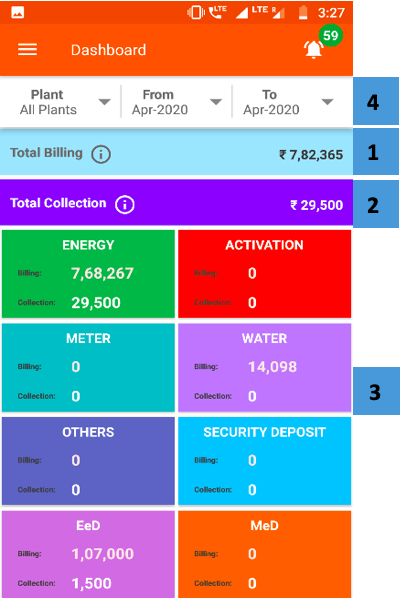 LTE LTE R 3:27
Dashboard 59
Plant From To 4
All Plants Apr-2020 Apr-2020
Total Billing i ₹ 7,82,365 1
Total Collection i ₹ 29,500 2
ENERGY ACTIVATION
Billing: 7,68,267 Billing: 0
Collection: 29,500 Collection: 0
METER WATER
Billing: 0 Billing: 14,098
3
Collection: 0 Collection: 0
OTHERS SECURITY DEPOSIT
Billing: 0 Billing: 0
Collection: 0 Collection: 0
EeD MeD
Billing: 1,07,000 Billing: 0
Collection: 1,500 Collection: 0